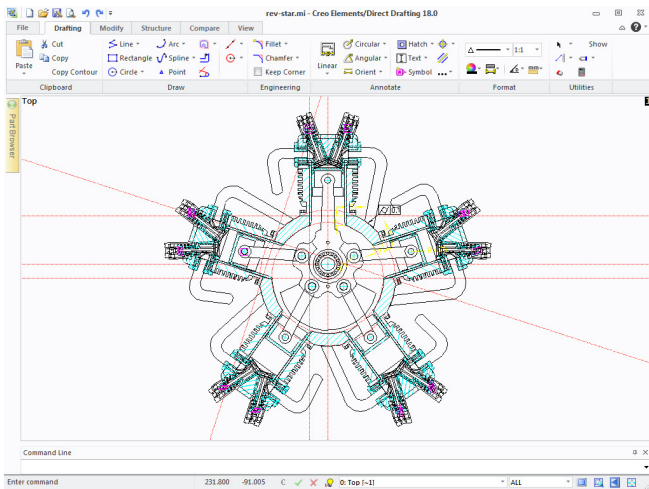 rev-star.mi - Creo Elements/Direct Drafting 18.0
File Drafting Modify Structure Compare View
Paste
Cut
Copy
Copy Contour
Clipboard
Line Arc
Rectangle Spline
Circle Point
Draw
Fillet
Chamfer
Keep Corner
Engineering
Linear
Circular Hatch
Angular Text
Orient Symbol
Annotate
1:1
Format
Show
Utilities
Top
Part Browser
Command Line
Enter command 231.800 -91.005 C 0: Top [~1] ALL